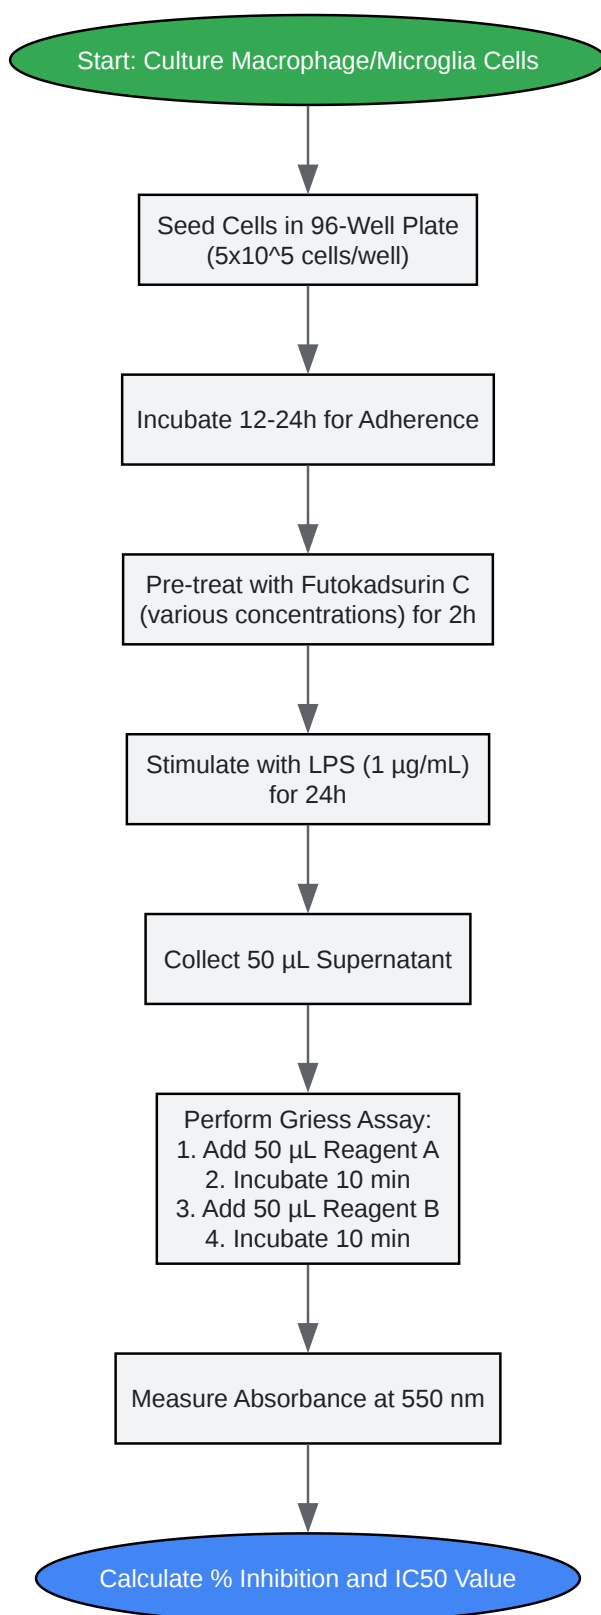 Start: Culture Macrophage/Microglia Cells
Seed Cells in 96-Well Plate
(5x10^5 cells/well)
Incubate 12-24h for Adherence
Pre-treat with Futokadsurin C
(various concentrations) for 2h
Stimulate with LPS (1 µg/mL)
for 24h
Collect 50 µL Supernatant
Perform Griess Assay:
1. Add 50 µL Reagent A
2. Incubate 10 min
3. Add 50 µL Reagent B
4. Incubate 10 min
Measure Absorbance at 550 nm
Calculate % Inhibition and IC50 Value